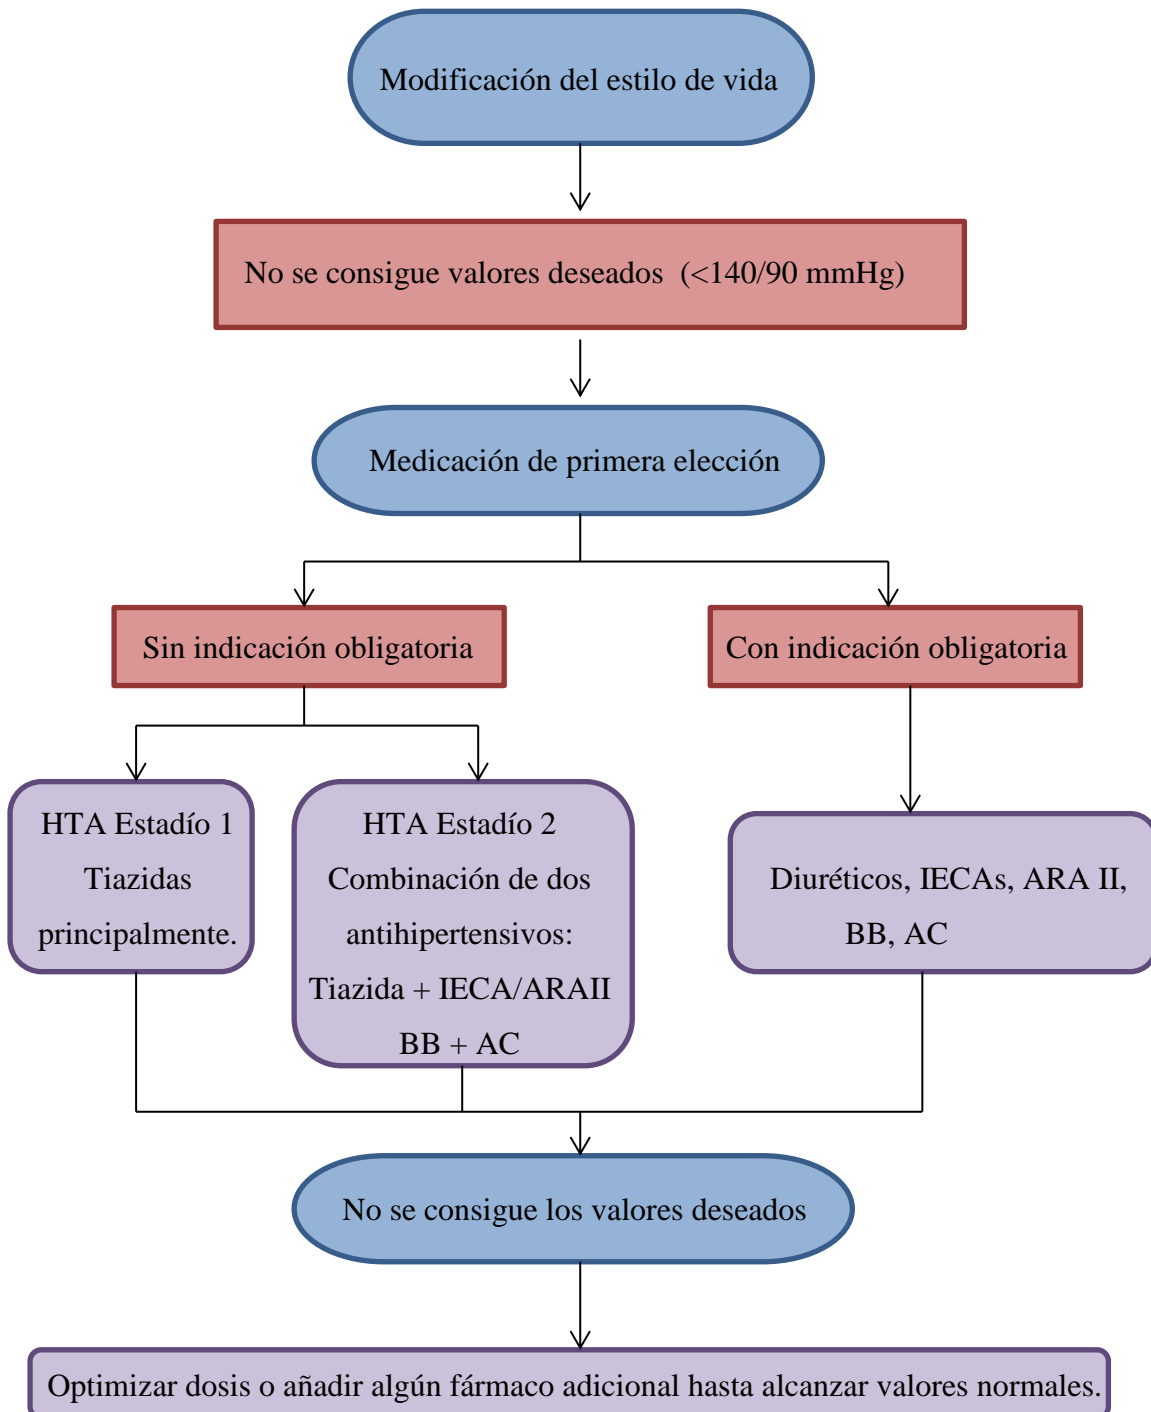 Modificación del estilo de vida
No se consigue valores deseados (<140/90 mmHg)
Medicación de primera elección
Sin indicación obligatoria
Con indicación obligatoria
HTA Estadío 1
Tiazidas
principalmente.
HTA Estadío 2
Combinación de dos
antihipertensivos:
Tiazida + IECA/ARAII
BB + AC
Diuréticos, IECAs, ARA II,
BB, AC
No se consigue los valores deseados
Optimizar dosis o añadir algún fármaco adicional hasta alcanzar valores normales.